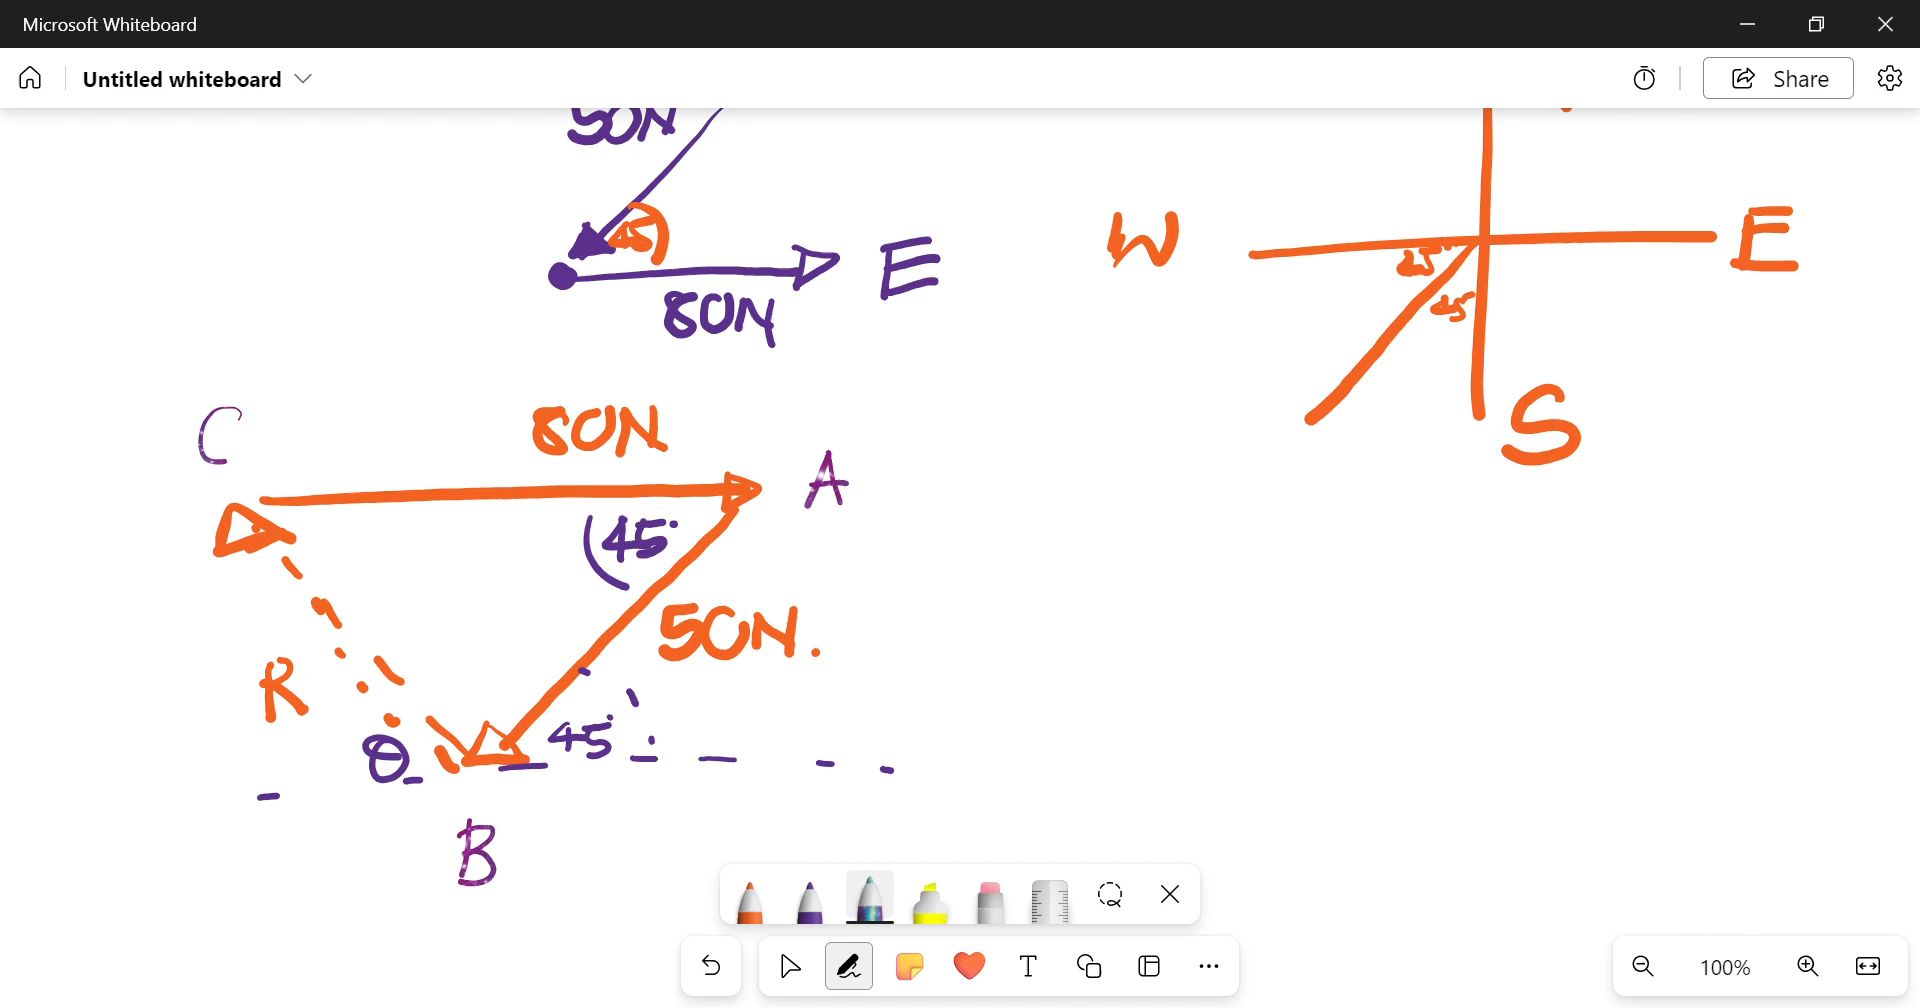 Microsoft Whiteboard
Untitled whiteboard
Share
50N
45
E
80N
W
E
45
45
S
C
80N
A
45°
50N.
R
θ
45°
B
100%